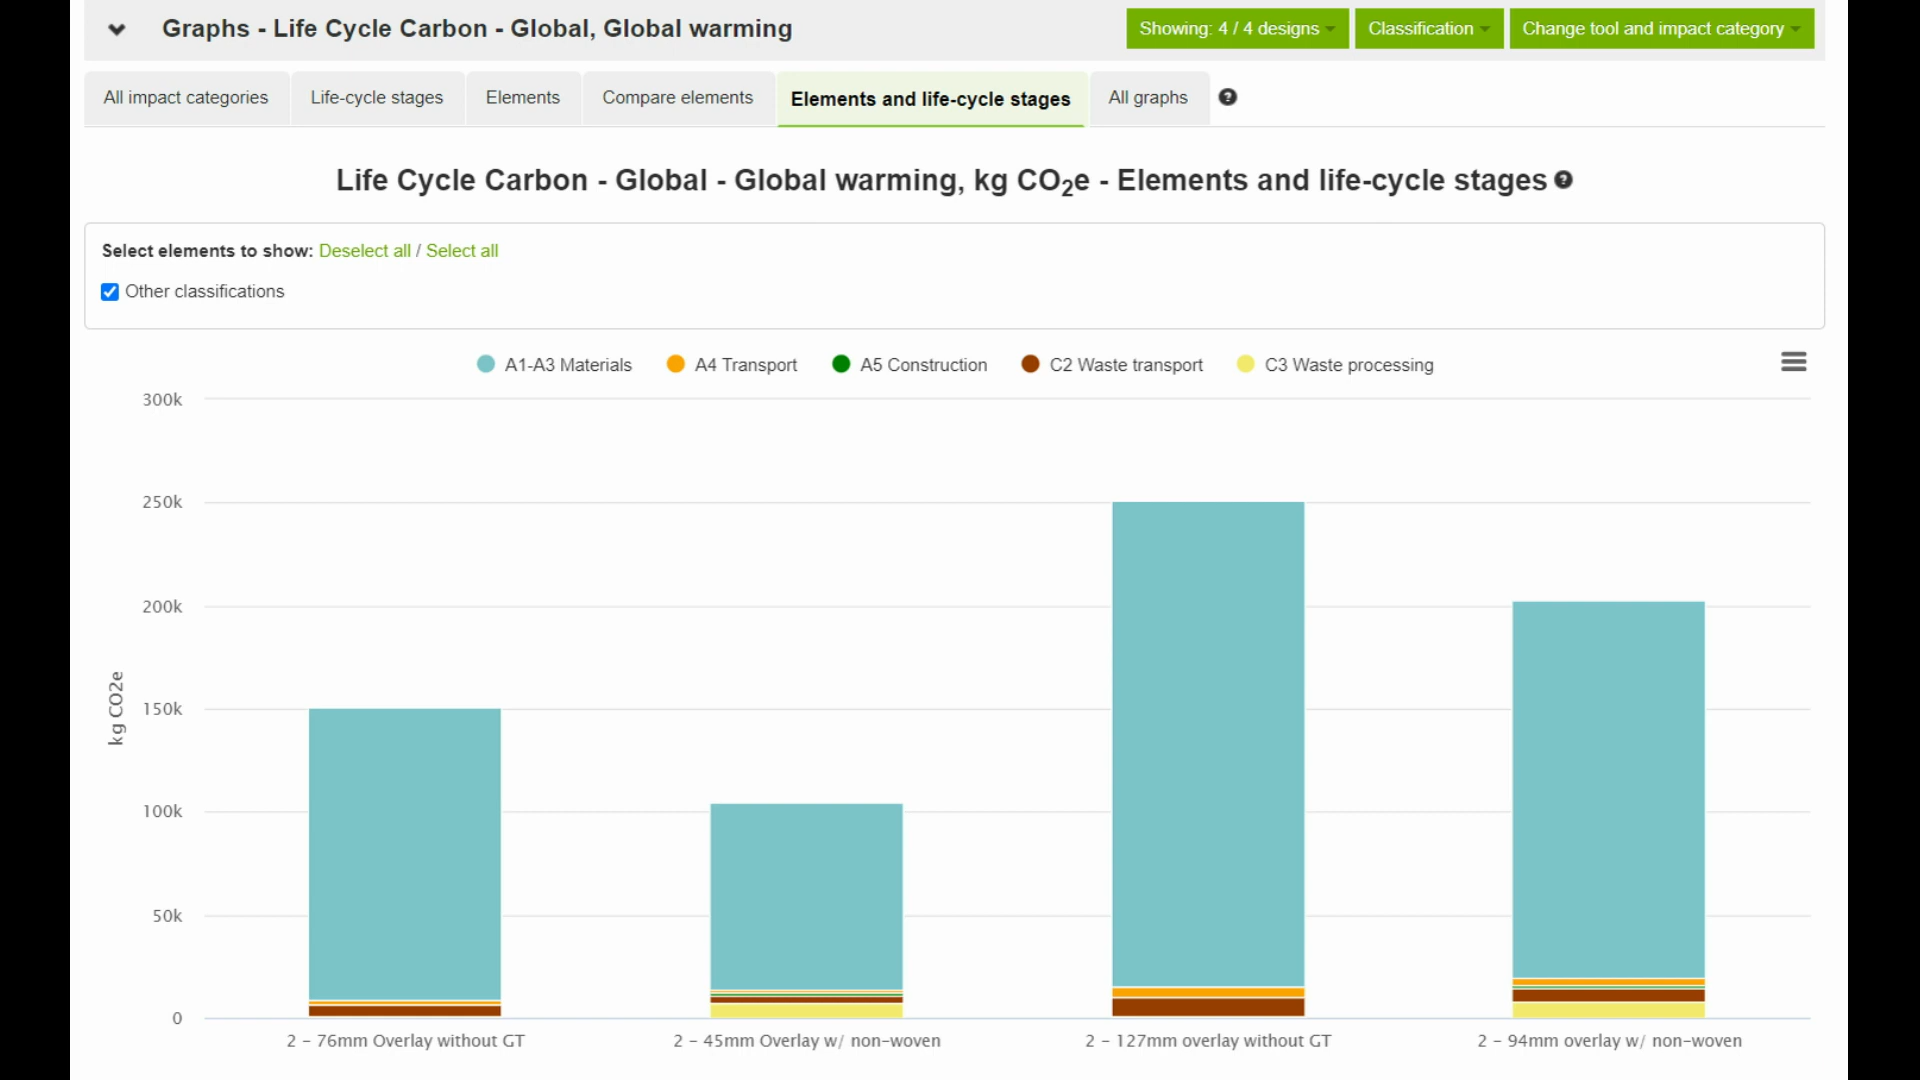 Graphs - Life Cycle Carbon - Global, Global warming
Showing: 4 / 4 designs
Classification
Change tool and impact category
All impact categories
Life-cycle stages
Elements
Compare elements
Elements and life-cycle stages
All graphs
?
Life Cycle Carbon - Global - Global warming, kg CO₂e - Elements and life-cycle stages ?
Select elements to show: Deselect all / Select all
Other classifications
A1-A3 Materials
A4 Transport
A5 Construction
C2 Waste transport
C3 Waste processing
300k
250k
200k
150k
100k
50k
0
kg CO2e
2 - 76mm Overlay without GT
2 - 45mm Overlay w/ non-woven
2 - 127mm overlay without GT
2 - 94mm overlay w/ non-woven